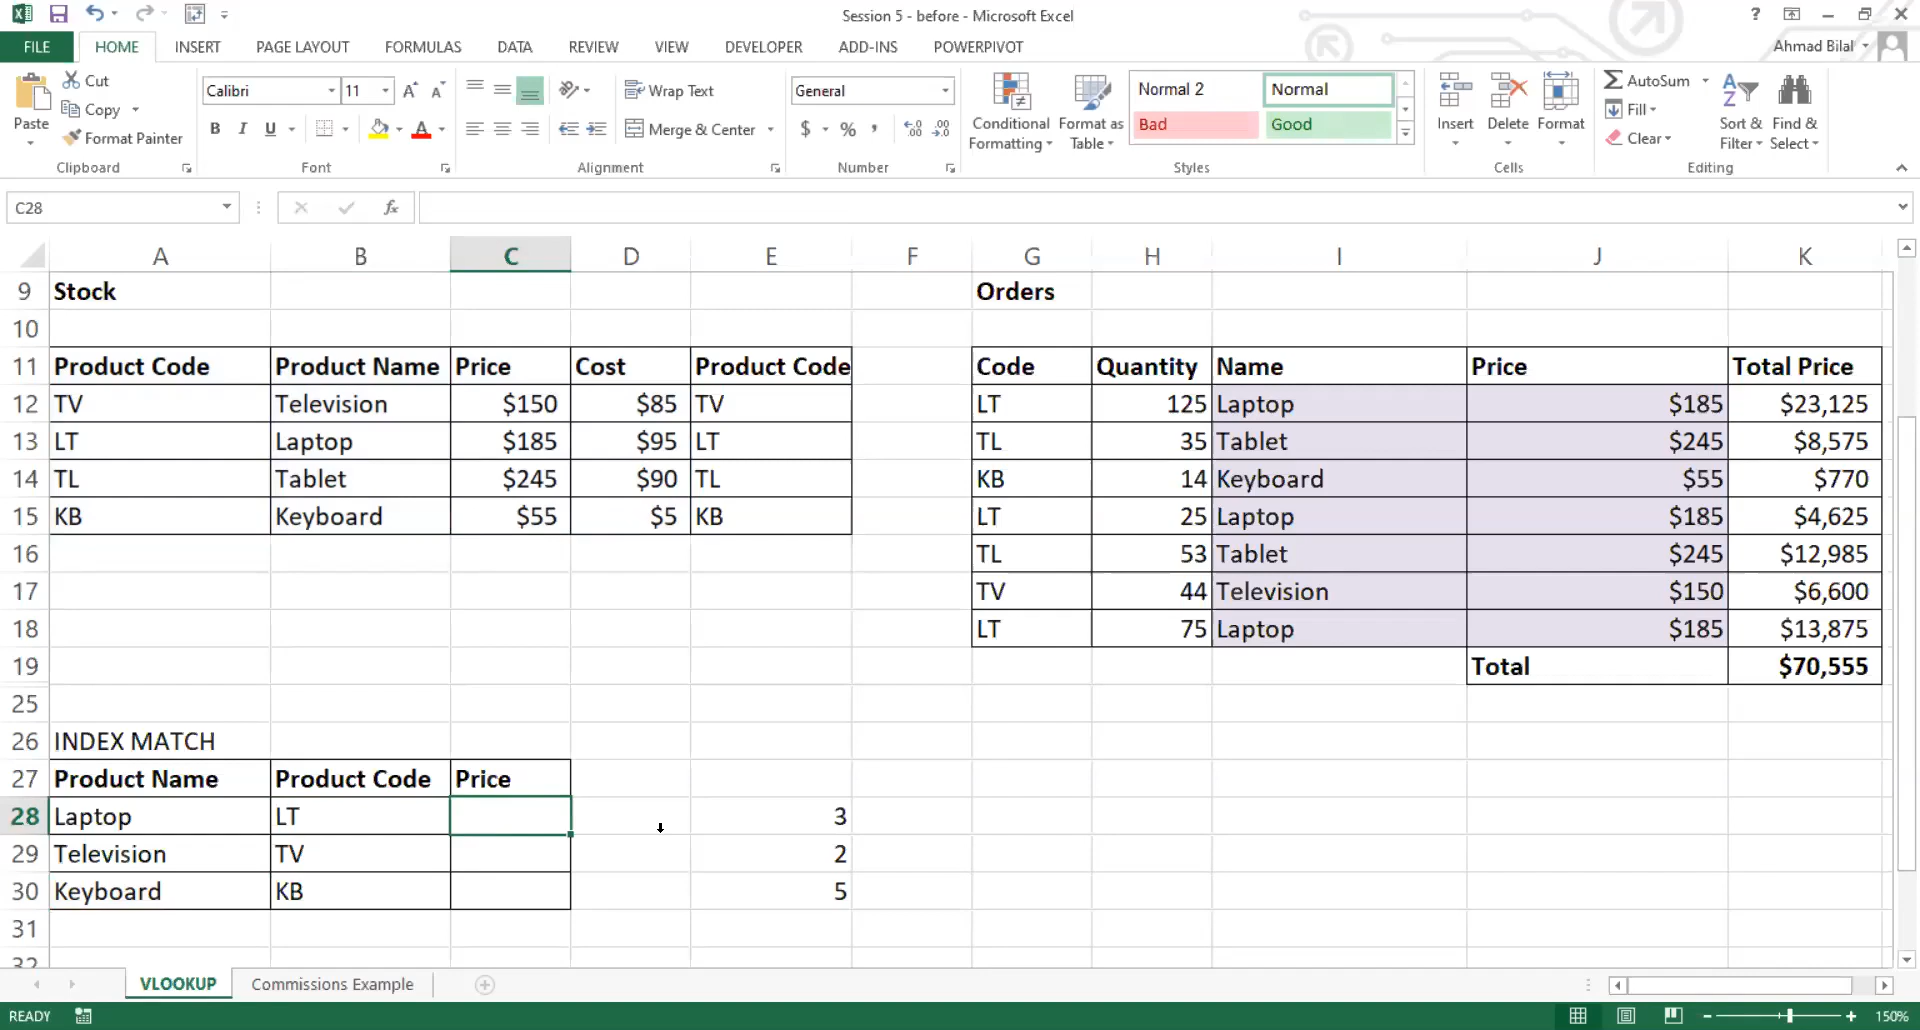 Session 5 - before - Microsoft Excel
?
FILE HOME INSERT PAGE LAYOUT FORMULAS DATA REVIEW VIEW DEVELOPER ADD-INS POWERPIVOT Ahmad Bilal
Paste
Cut
Copy
Format Painter
Clipboard
Calibri 11
B I U
Font
Wrap Text
Merge & Center
Alignment
General
$ % ,
Number
Conditional Formatting
Format as Table
Normal 2 Normal
Bad Good
Styles
Insert Delete Format
Cells
AutoSum
Fill
Clear
Sort & Filter
Find & Select
Editing
C28 fx
A B C D E F G H I J K
9 Stock Orders
10
11 Product Code Product Name Price Cost Product Code Code Quantity Name Price Total Price
12 TV Television $150 $85 TV LT 125 Laptop $185 $23,125
13 LT Laptop $185 $95 LT TL 35 Tablet $245 $8,575
14 TL Tablet $245 $90 TL KB 14 Keyboard $55 $770
15 KB Keyboard $55 $5 KB LT 25 Laptop $185 $4,625
16 TL 53 Tablet $245 $12,985
17 TV 44 Television $150 $6,600
18 LT 75 Laptop $185 $13,875
19 Total $70,555
25
26 INDEX MATCH
27 Product Name Product Code Price
28 Laptop LT 3
29 Television TV 2
30 Keyboard KB 5
31
32
VLOOKUP Commissions Example
READY 150%